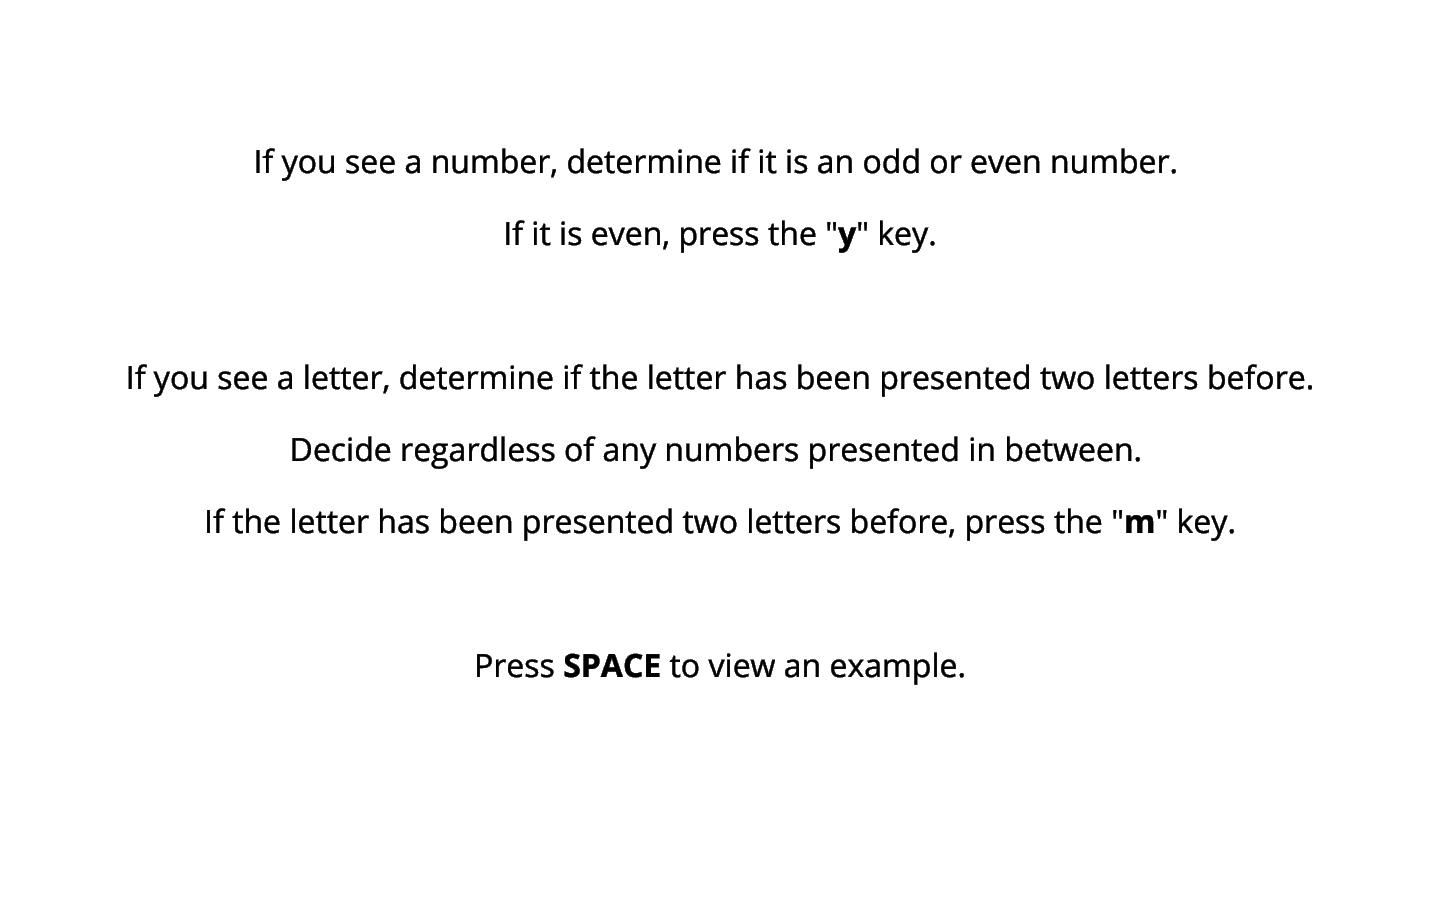 If you see a number, determine if it is an odd or even number.
If it is even, press the "y" key.
If you see a letter, determine if the letter has been presented two letters before.
Decide regardless of any numbers presented in between.
If the letter has been presented two letters before, press the "m" key.
Press SPACE to view an example.